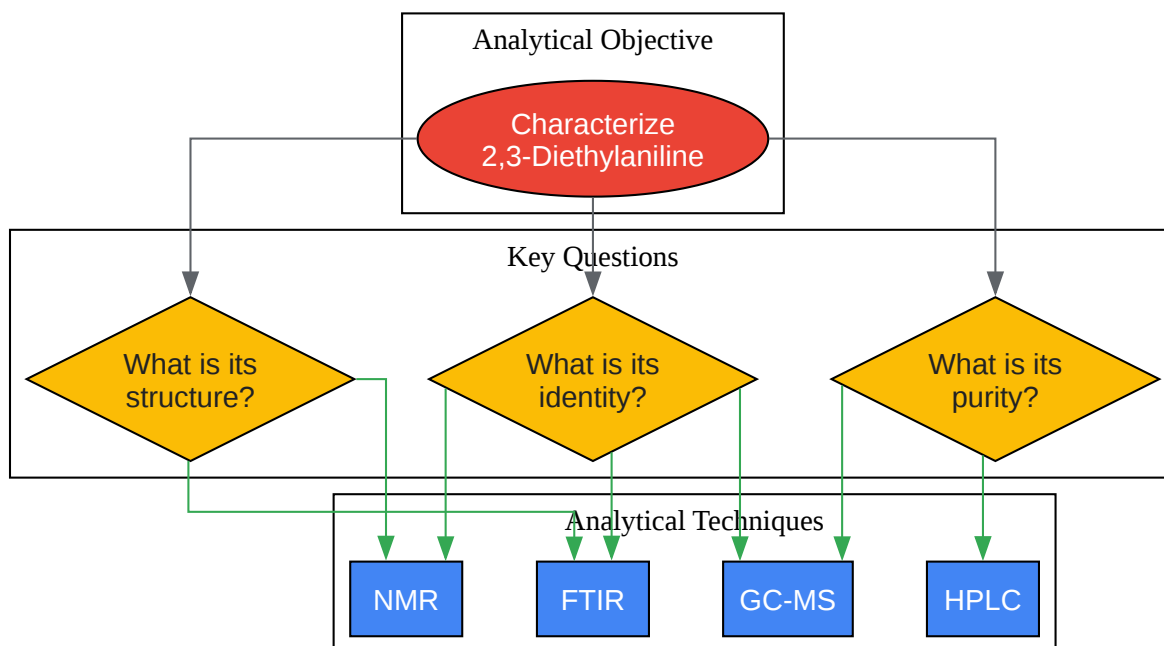 Analytical Objective
Characterize
2,3-Diethylaniline
Key Questions
What is its
structure?
What is its
identity?
What is its
purity?
Analytical Techniques
NMR
FTIR
GC-MS
HPLC